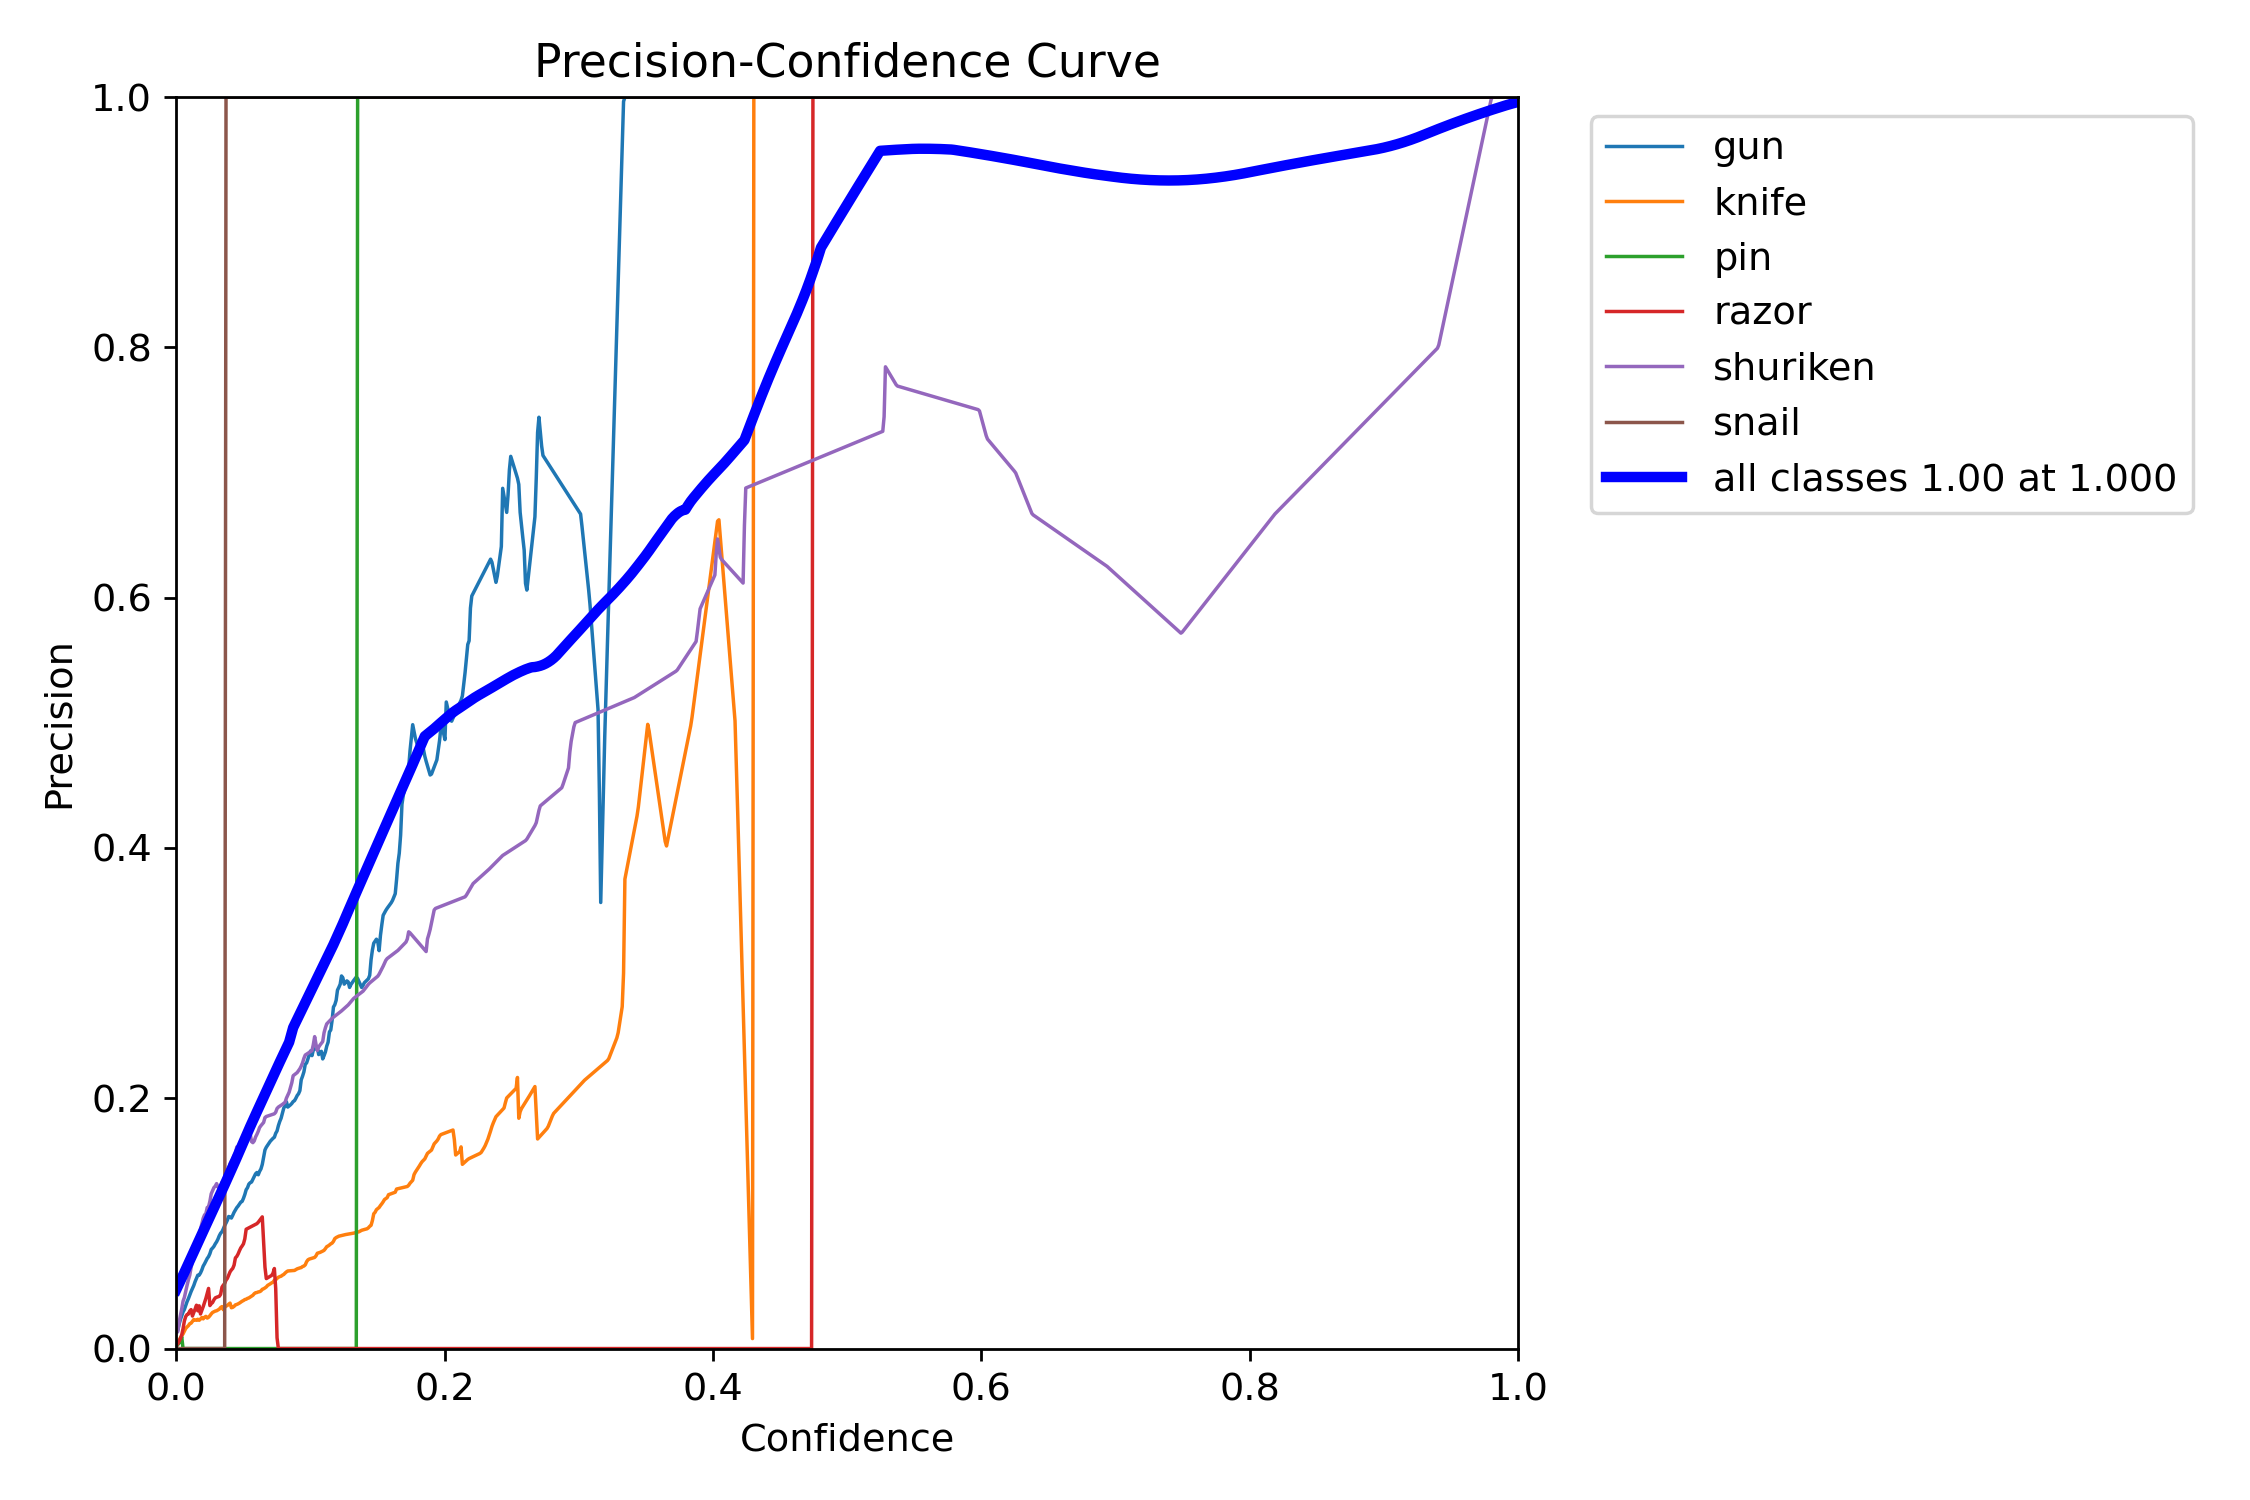 Precision-Confidence Curve
1.0
0.8
0.6
0.4
0.2
0.0
Precision
0.0 0.2 0.4 0.6 0.8 1.0
Confidence
gun
knife
pin
razor
shuriken
snail
all classes 1.00 at 1.000